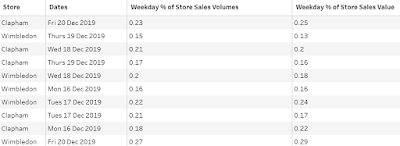 Store Dates Weekday % of Store Sales Volumes Weekday % of Store Sales Value
Clapham Fri 20 Dec 2019 0.23 0.25
Wimbledon Thurs 19 Dec 2019 0.15 0.13
Clapham Wed 18 Dec 2019 0.21 0.2
Clapham Thurs 19 Dec 2019 0.17 0.16
Wimbledon Wed 18 Dec 2019 0.2 0.18
Wimbledon Mon 16 Dec 2019 0.16 0.16
Wimbledon Tues 17 Dec 2019 0.22 0.24
Clapham Tues 17 Dec 2019 0.21 0.17
Clapham Mon 16 Dec 2019 0.18 0.22
Wimbledon Fri 20 Dec 2019 0.27 0.29